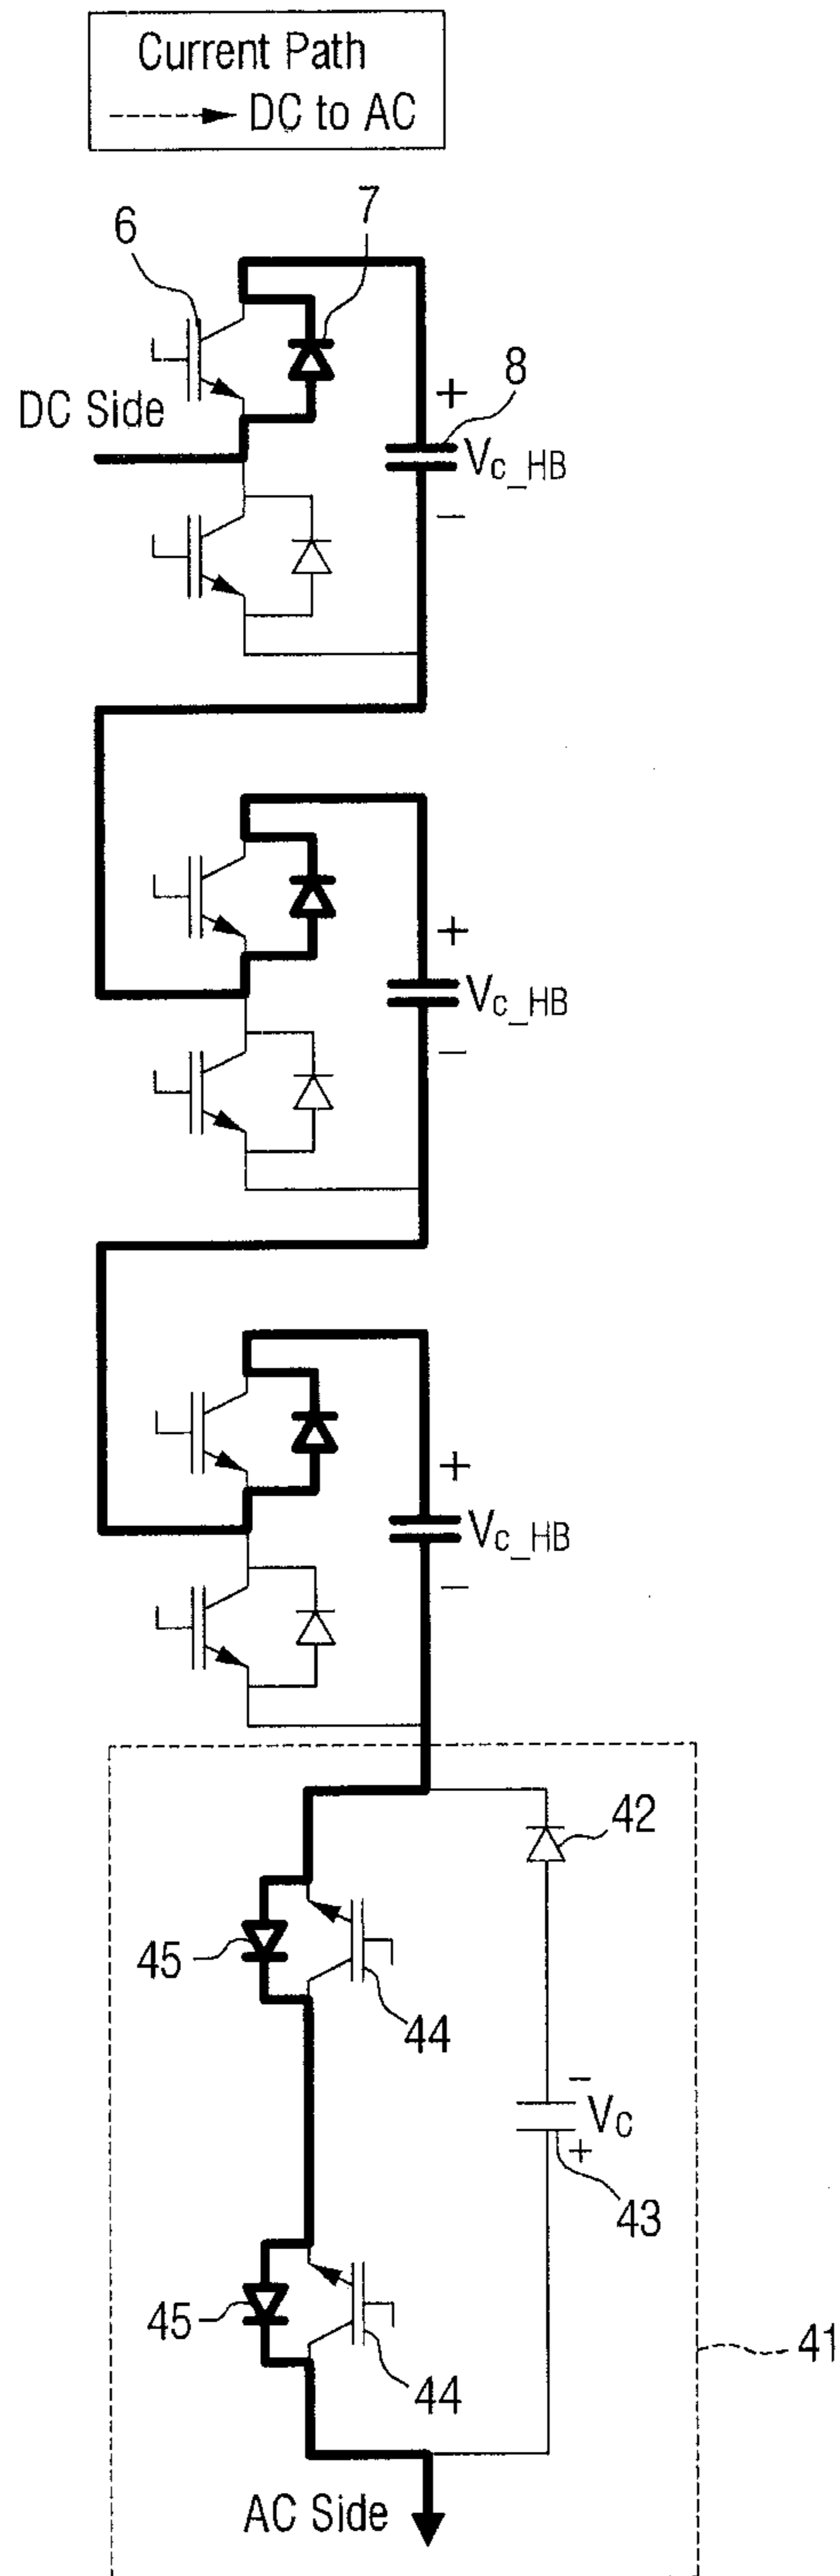 Current Path
DC to AC
6
7
DC Side
8
+
Vc_HB
−
+
Vc_HB
−
+
Vc_HB
−
42
45
44
−
Vc
+
43
45
44
41
AC Side